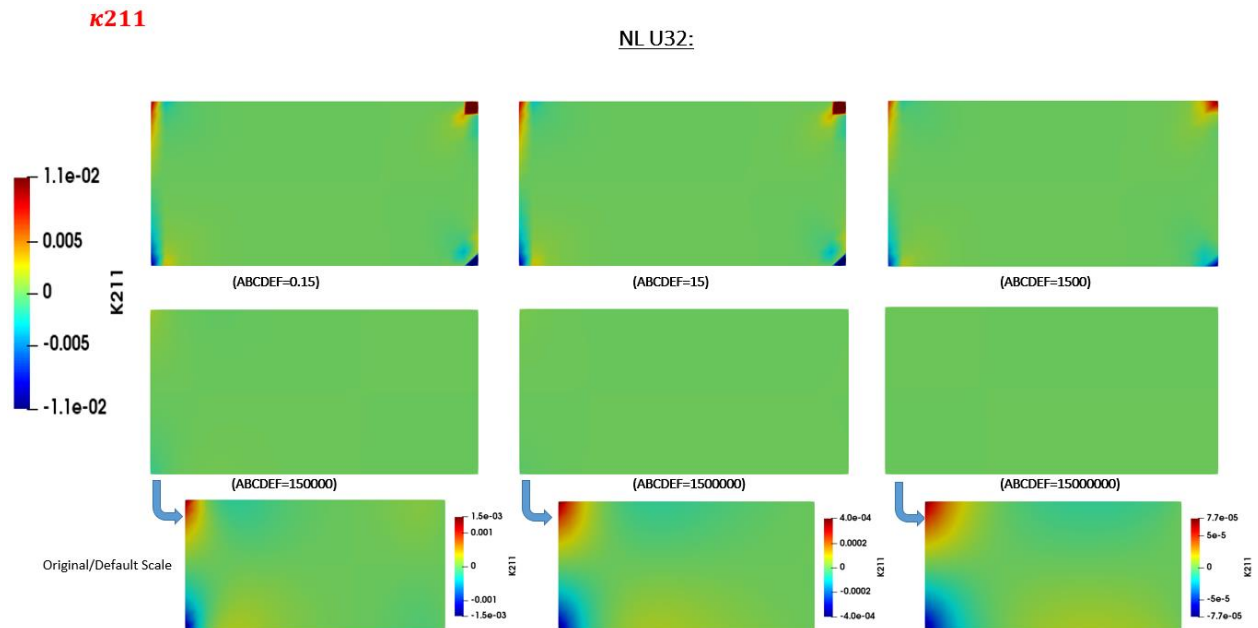 κ211
NL U32:
1.1e-02
0.005
0
-0.005
-1.1e-02
K211
(ABCDEF=0.15)
(ABCDEF=15)
(ABCDEF=1500)
(ABCDEF=150000)
(ABCDEF=1500000)
(ABCDEF=15000000)
Original/Default Scale
1.5e-03
0.001
0
-0.001
-1.5e-03
K211
4.0e-04
0.0002
0
-0.0002
-4.0e-04
K211
7.7e-05
5e-5
0
-5e-5
-7.7e-05
K211